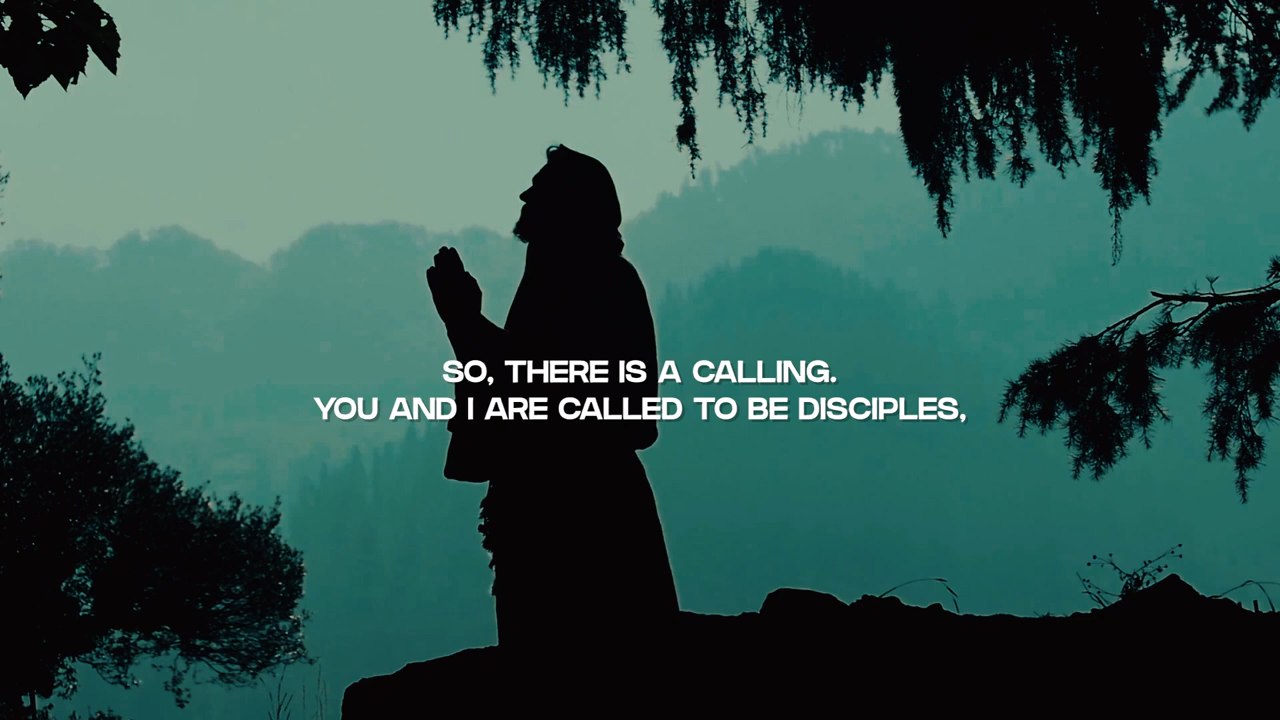 SO, THERE IS A CALLING.
YOU AND I ARE CALLED TO BE DISCIPLES,